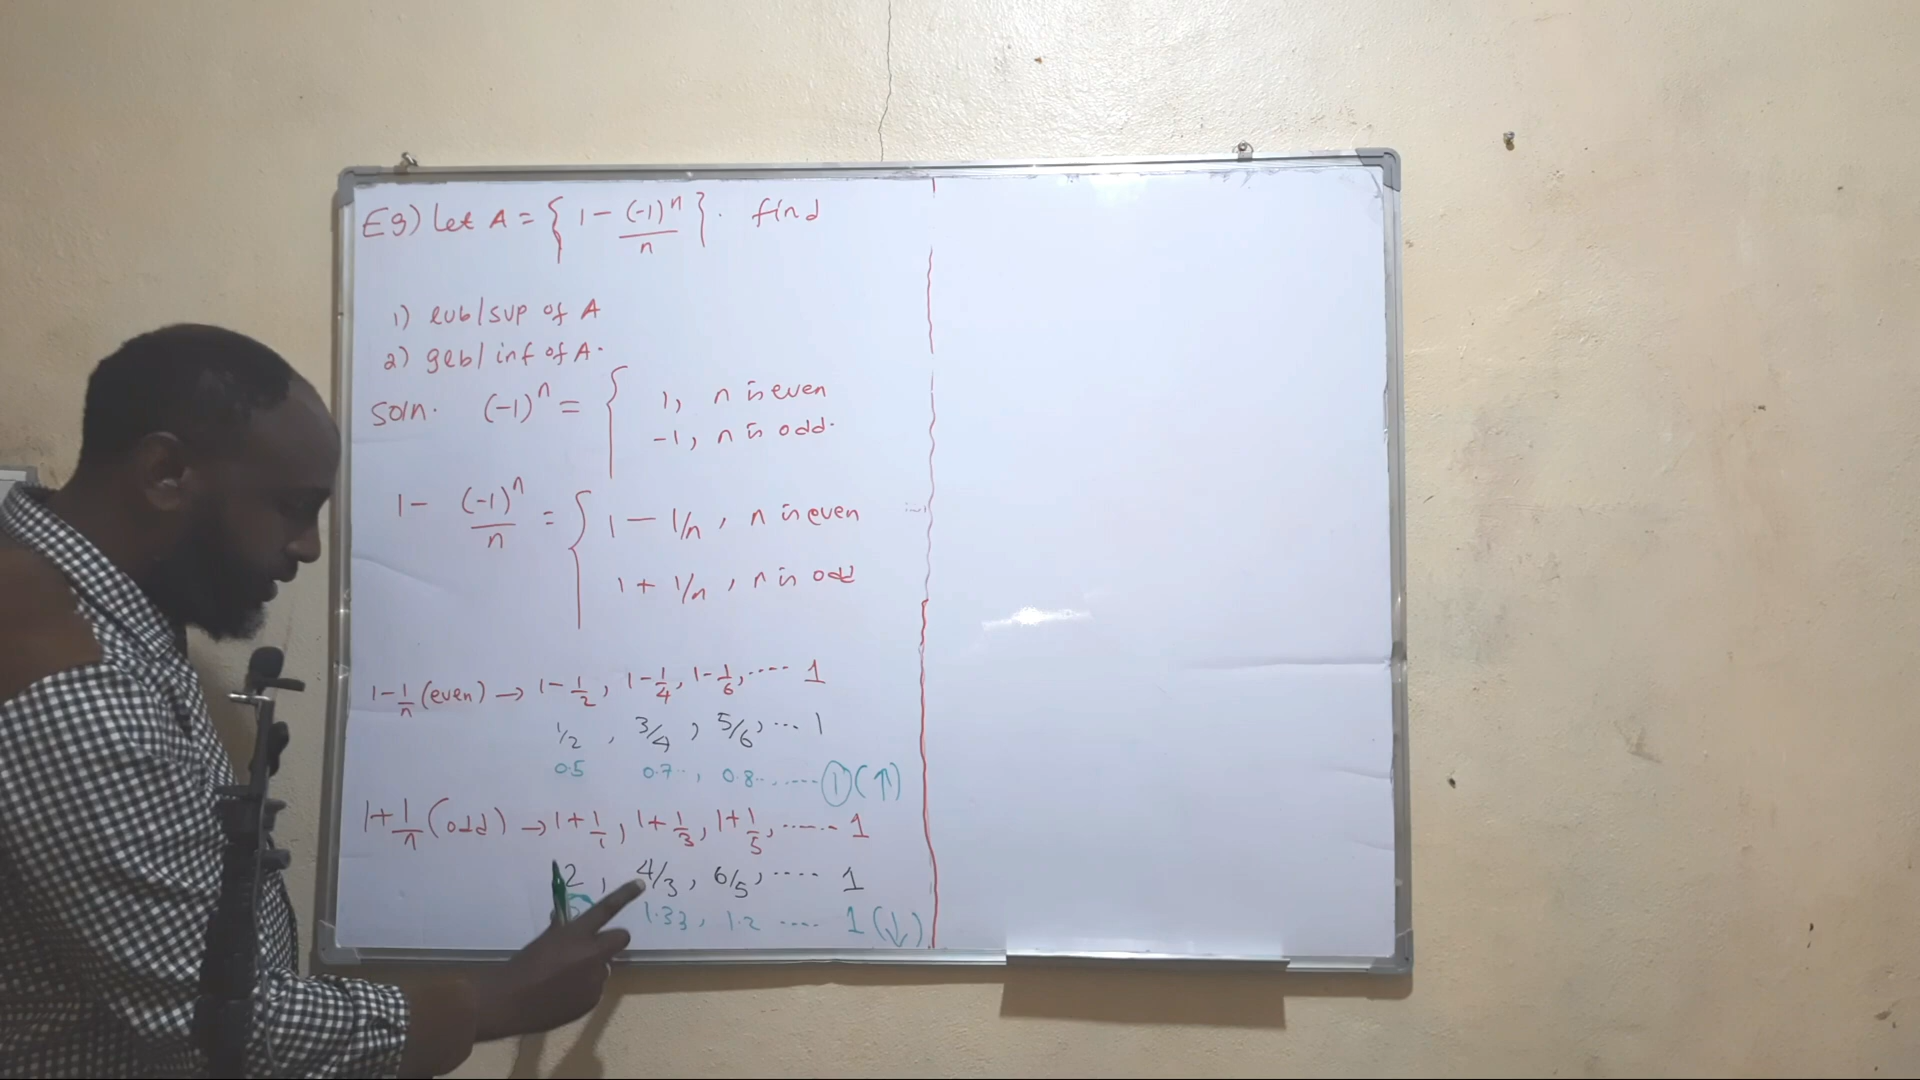 Eg) Let A = { 1 - (-1)^n/n }. find
1) lub/sup of A
2) glb/inf of A.
Soln. (-1)^n = { 1, n is even
-1, n is odd.
1 - (-1)^n/n = { 1 - 1/n, n is even
1 + 1/n, n is odd
1 - 1/n (even) → 1 - 1/2, 1 - 1/4, 1 - 1/6, .... 1
1/2, 3/4, 5/6, ... 1
0.5 0.7.., 0.8.. .... 1 (↑)
1 + 1/n (odd) → 1 + 1/1, 1 + 1/3, 1 + 1/5, ...... 1
2, 4/3, 6/5, .... 1
1.33, 1.2 .... 1 (↓)